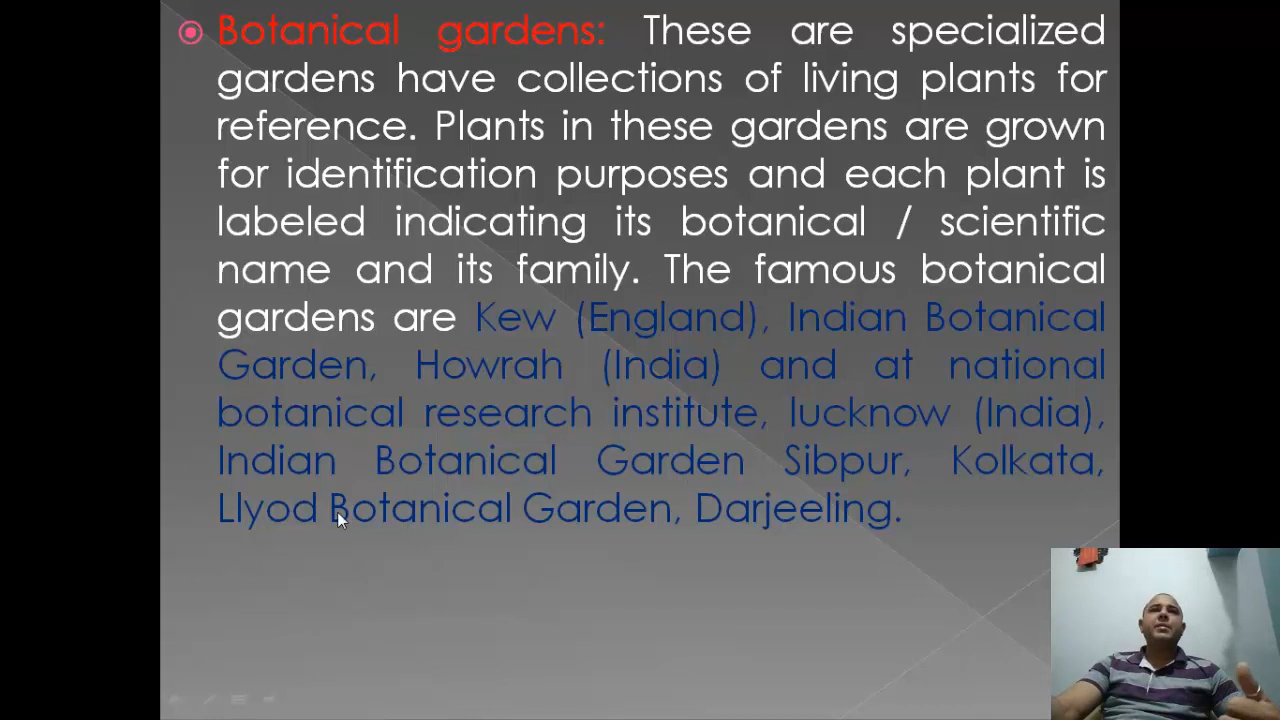 Botanical gardens: These are specialized
gardens have collections of living plants for
reference. Plants in these gardens are grown
for identification purposes and each plant is
labeled indicating its botanical / scientific
name and its family. The famous botanical
gardens are Kew (England), Indian Botanical
Garden, Howrah (India) and at national
botanical research institute, lucknow (India),
Indian Botanical Garden Sibpur, Kolkata,
Llyod Botanical Garden, Darjeeling.